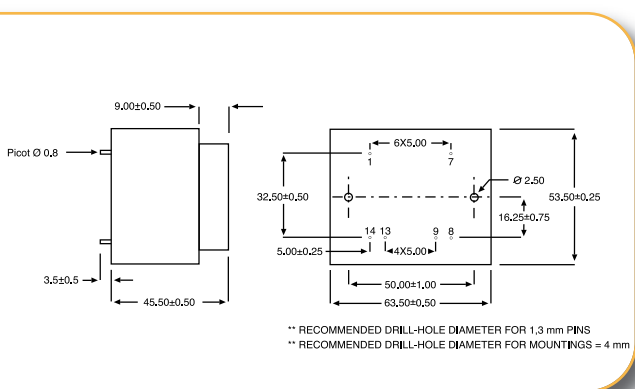 9.00±0.50
Picot Ø 0.8
3.5±0.5
45.50±0.50
6X5.00
1 7
Ø 2.50
32.50±0.50
53.50±0.25
16.25±0.75
14 13 9 8
5.00±0.25
4X5.00
50.00±1.00
63.50±0.50
** RECOMMENDED DRILL-HOLE DIAMETER FOR 1,3 mm PINS
** RECOMMENDED DRILL-HOLE DIAMETER FOR MOUNTINGS = 4 mm